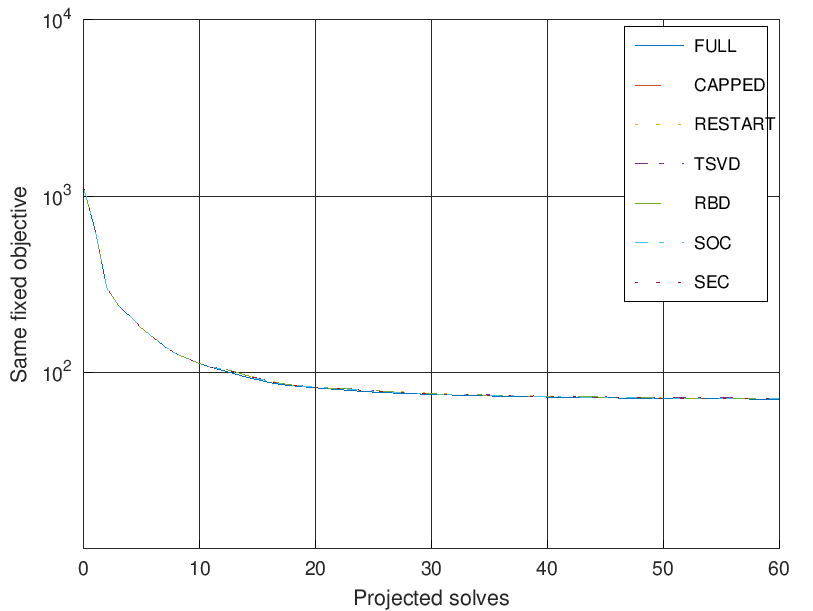 10^4
10^3
10^2
Same fixed objective
0 10 20 30 40 50 60
Projected solves
FULL
CAPPED
RESTART
TSVD
RBD
SOC
SEC